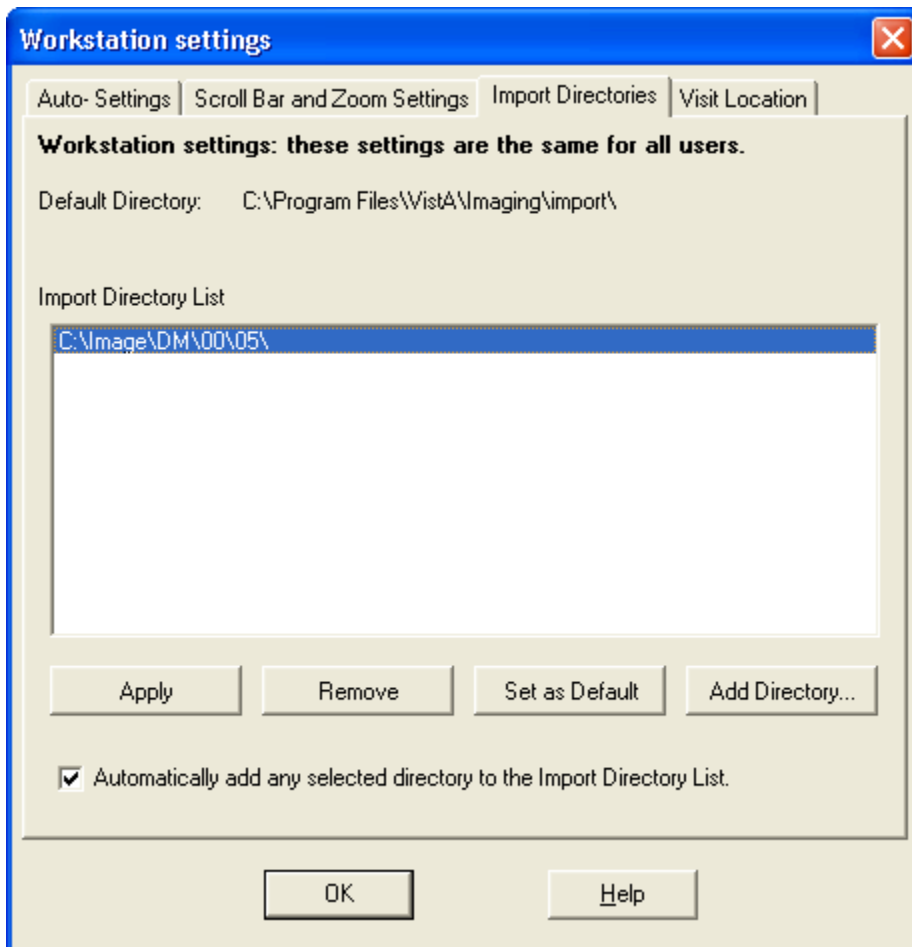 Workstation settings
Auto- Settings Scroll Bar and Zoom Settings Import Directories Visit Location
Workstation settings: these settings are the same for all users.
Default Directory: C:\Program Files\VistA\Imaging\import\
Import Directory List
C:\Image\DM\00\05\
Apply Remove Set as Default Add Directory...
Automatically add any selected directory to the Import Directory List.
OK Help